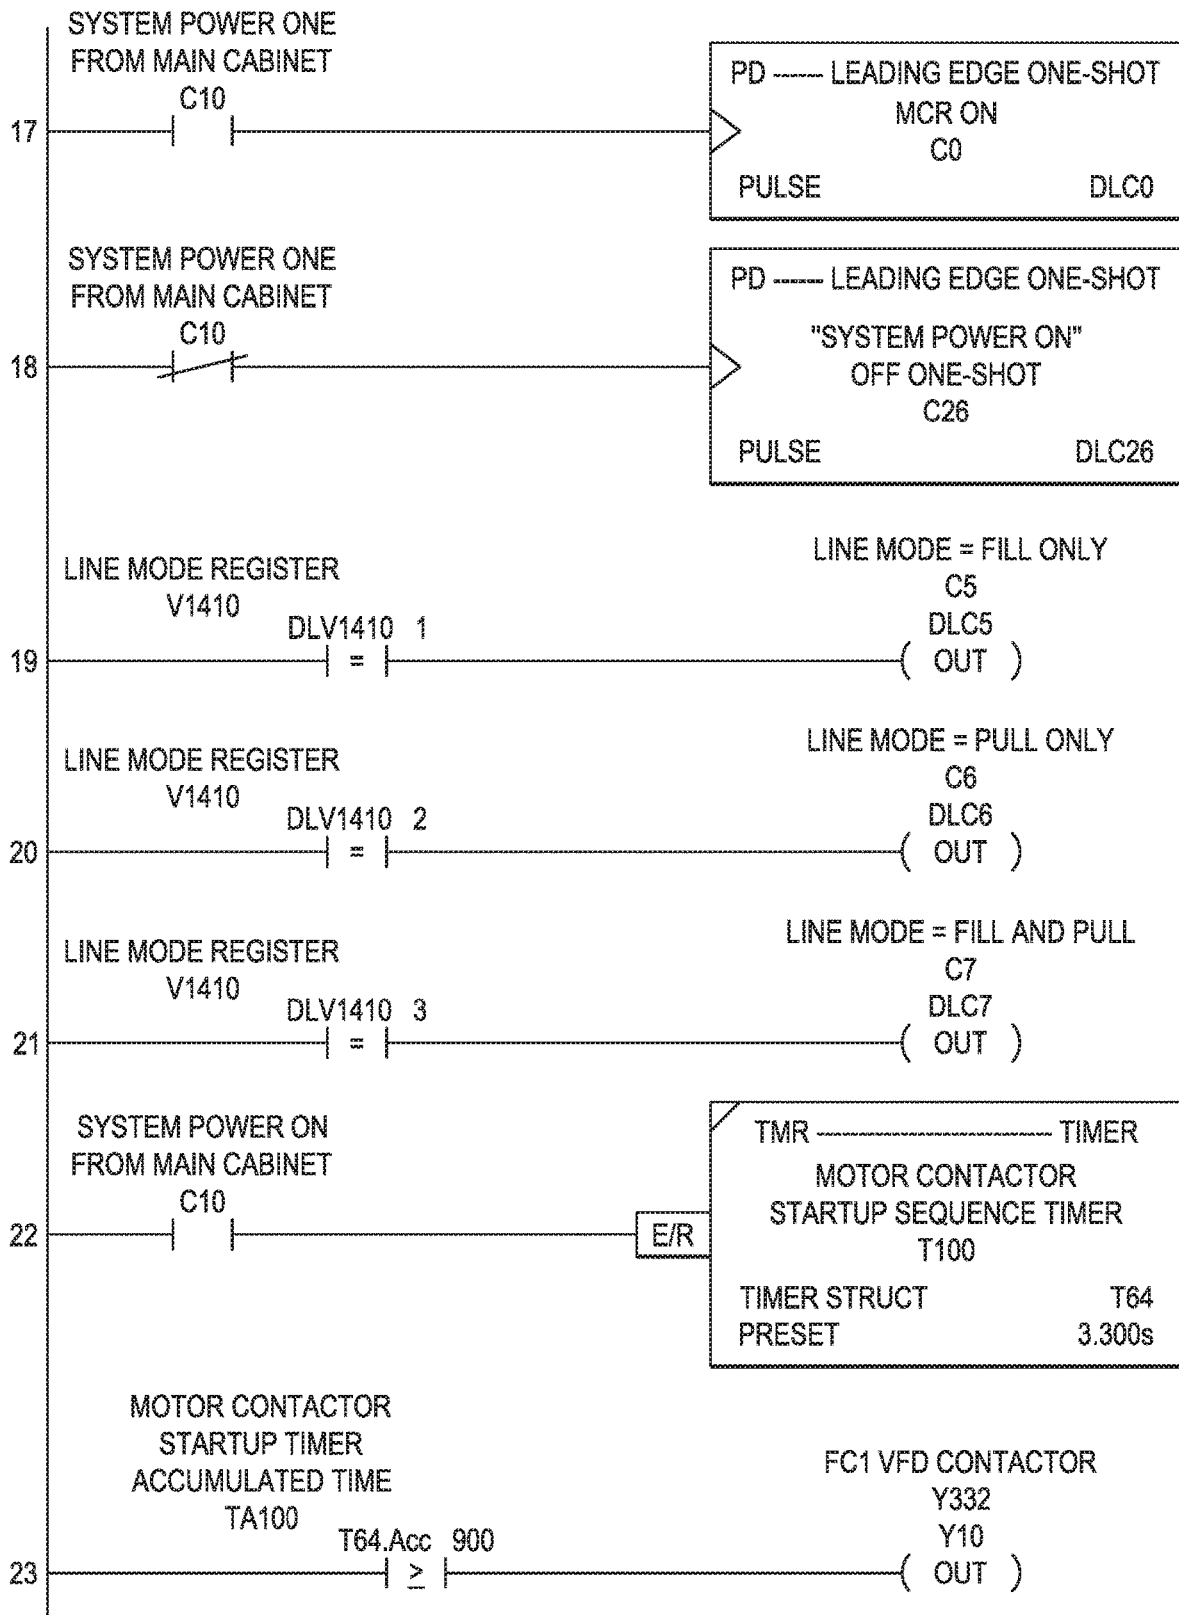 SYSTEM POWER ONE
FROM MAIN CABINET
C10
17
PD ----- LEADING EDGE ONE-SHOT
MCR ON
C0
PULSE DLC0
SYSTEM POWER ONE
FROM MAIN CABINET
C10
18
PD ----- LEADING EDGE ONE-SHOT
"SYSTEM POWER ON"
OFF ONE-SHOT
C26
PULSE DLC26
LINE MODE REGISTER
V1410
DLV1410 1
19
=
LINE MODE = FILL ONLY
C5
DLC5
( OUT )
LINE MODE REGISTER
V1410
DLV1410 2
20
=
LINE MODE = PULL ONLY
C6
DLC6
( OUT )
LINE MODE REGISTER
V1410
DLV1410 3
21
=
LINE MODE = FILL AND PULL
C7
DLC7
( OUT )
SYSTEM POWER ON
FROM MAIN CABINET
C10
22
E/R
TMR ----- TIMER
MOTOR CONTACTOR
STARTUP SEQUENCE TIMER
T100
TIMER STRUCT T64
PRESET 3.300s
MOTOR CONTACTOR
STARTUP TIMER
ACCUMULATED TIME
TA100
T64.Acc 900
23
≥
FC1 VFD CONTACTOR
Y332
Y10
( OUT )